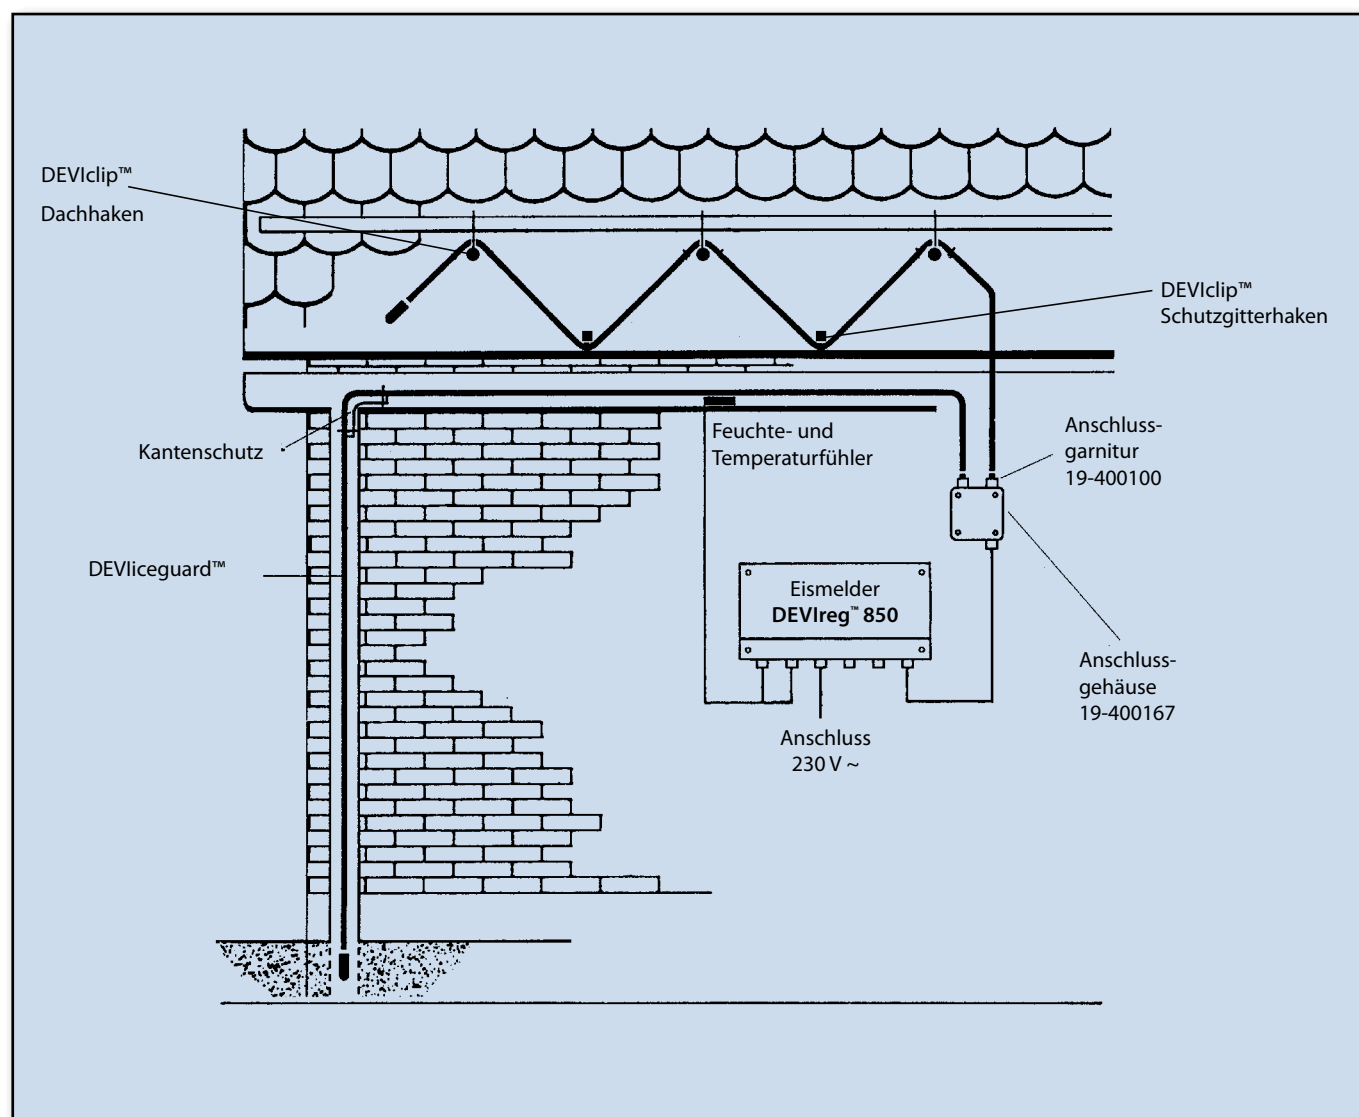 DEVIclip™
Dachhaken
DEVIclip™
Schutzgitterhaken
Kantenschutz
Feuchte- und
Temperaturfühler
Anschluss-
garnitur
19-400100
DEVIiceguard™
Eismelder
DEVIreg™ 850
Anschluss-
gehäuse
19-400167
Anschluss
230 V ~